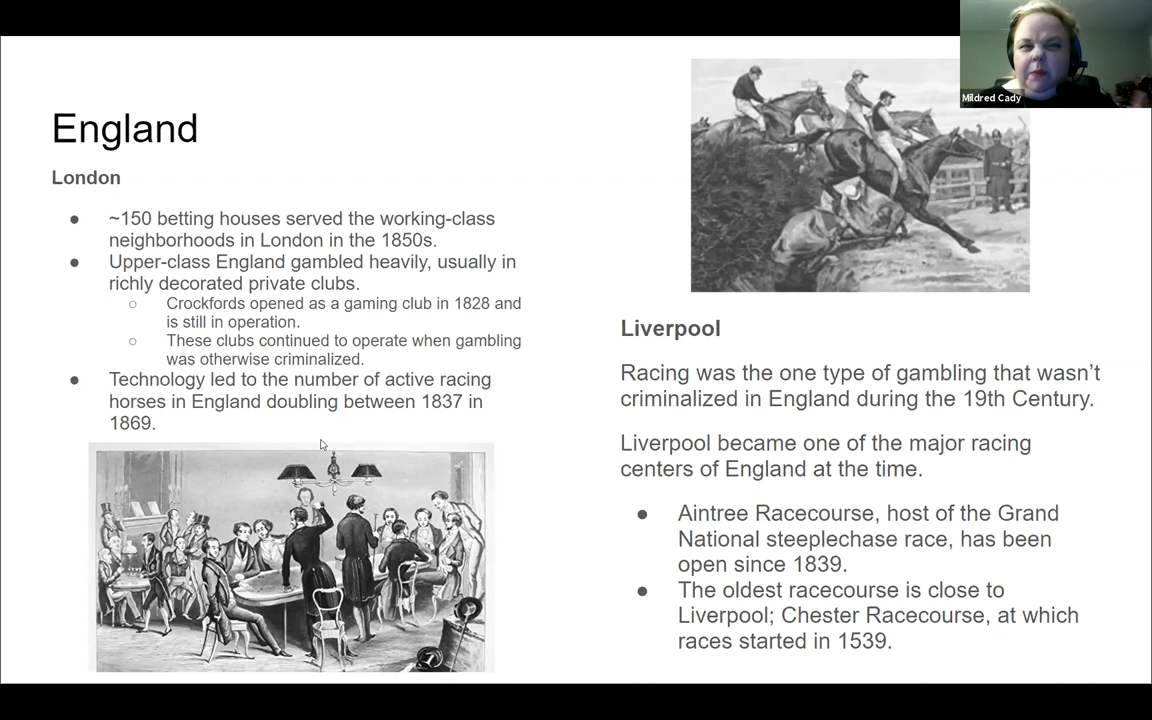 England
London
● ~150 betting houses served the working-class
neighborhoods in London in the 1850s.
● Upper-class England gambled heavily, usually in
richly decorated private clubs.
○ Crockfords opened as a gaming club in 1828 and
is still in operation.
○ These clubs continued to operate when gambling
was otherwise criminalized.
● Technology led to the number of active racing
horses in England doubling between 1837 in
1869.
Mildred Cady
Liverpool
Racing was the one type of gambling that wasn’t
criminalized in England during the 19th Century.
Liverpool became one of the major racing
centers of England at the time.
● Aintree Racecourse, host of the Grand
National steeplechase race, has been
open since 1839.
● The oldest racecourse is close to
Liverpool; Chester Racecourse, at which
races started in 1539.